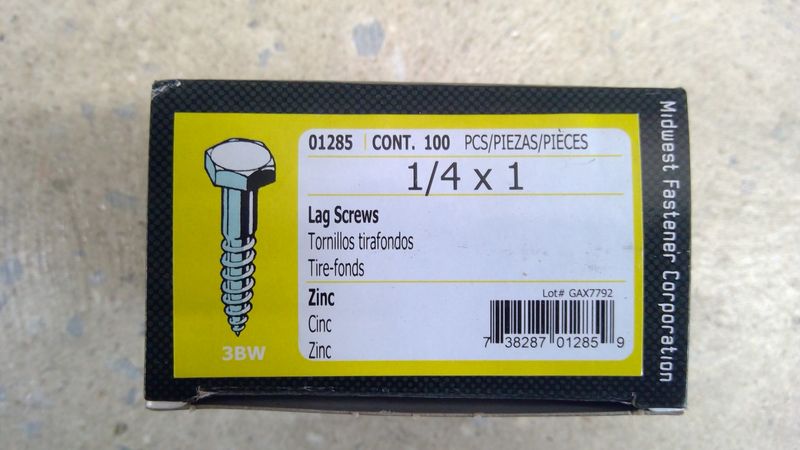 01285 | CONT. 100 PCS/PIEZAS/PIÈCES
1/4 x 1
Lag Screws
Tornillos tirafondos
Tire-fonds
Zinc
Cinc
Zinc
Lot# GAX7792
7 38287 01285 9
3BW
Midwest Fastener Corporation